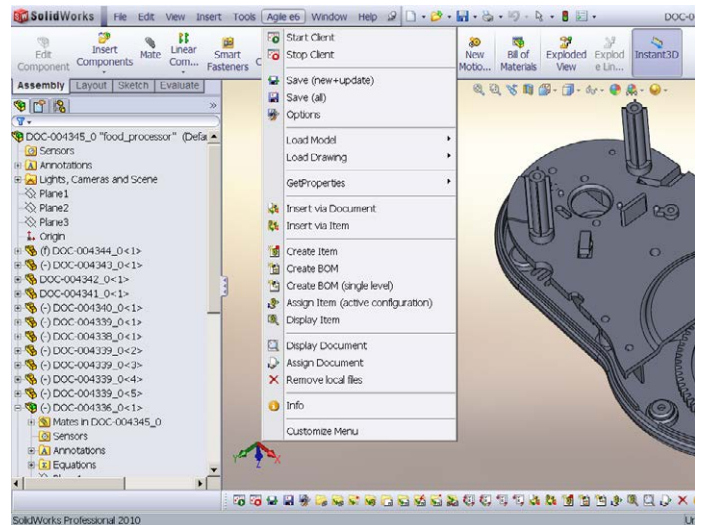 SolidWorks File Edit View Insert Tools Agile e6 Window Help DOC-0
Edit Component
Insert Components
Mate
Linear Com...
Smart Fasteners
New Motio...
Bill of Materials
Exploded View
Explod e Lin...
Instant3D
Assembly Layout Sketch Evaluate
DOC-004345_0 "food_processor" (Defa
Sensors
Annotations
Lights, Cameras and Scene
Plane1
Plane2
Plane3
Origin
(f) DOC-004344_0<1>
(-) DOC-004343_0<1>
DOC-004342_0<1>
DOC-004341_0<1>
(-) DOC-004340_0<1>
(-) DOC-004339_0<1>
(-) DOC-004338_0<1>
(-) DOC-004339_0<2>
(-) DOC-004339_0<3>
(-) DOC-004339_0<4>
(-) DOC-004339_0<5>
(-) DOC-004336_0<1>
Mates in DOC-004345_0
Sensors
Annotations
Equations
Start Client
Stop Client
Save (new+update)
Save (all)
Options
Load Model
Load Drawing
GetProperties
Insert via Document
Insert via Item
Create Item
Create BOM
Create BOM (single level)
Assign Item (active configuration)
Display Item
Display Document
Assign Document
Remove local files
Info
Customize Menu
Y
Z
X
SolidWorks Professional 2010